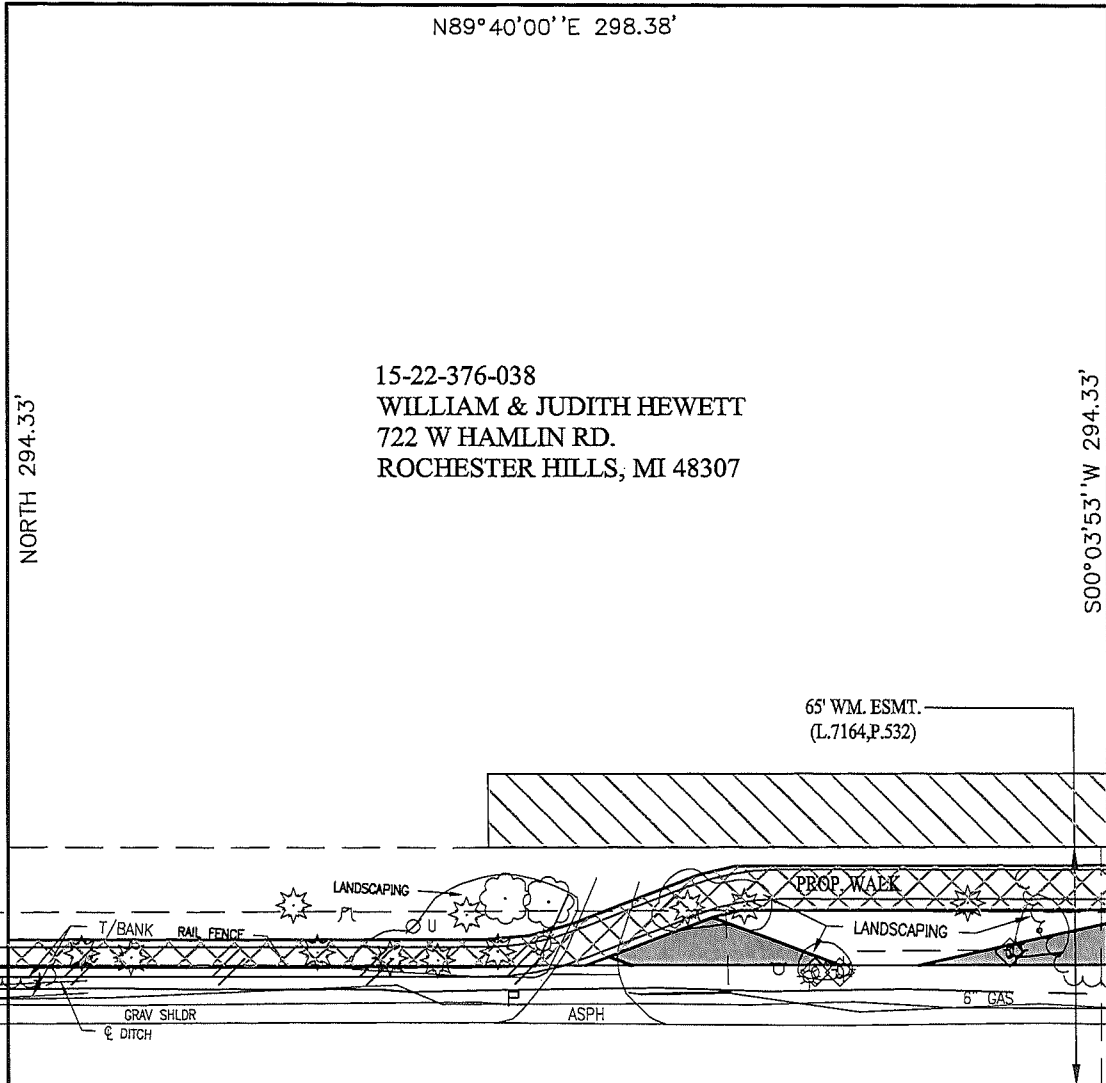 N89°40'00''E 298.38'
NORTH 294.33'
15-22-376-038
WILLIAM & JUDITH HEWETT
722 W HAMLIN RD.
ROCHESTER HILLS, MI 48307
S00°03'53''W 294.33'
65' WM. ESMT.
(L.7164,P.532)
LANDSCAPING
PROP. WALK
U
T/BANK
RAIL FENCE
LANDSCAPING
P
6" GAS
GRAV SHLDR
ASPH
℄ DITCH